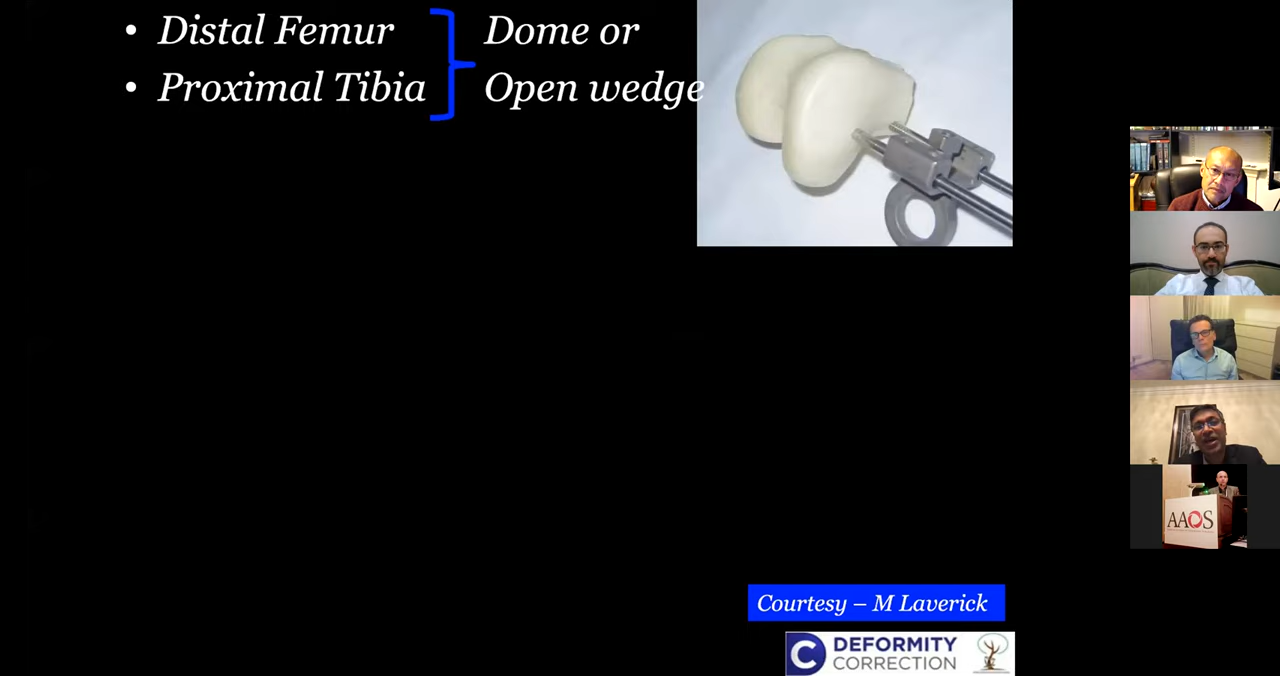 • Distal Femur
• Proximal Tibia
Dome or
Open wedge
AAOS
Courtesy – M Laverick
DEFORMITY
CORRECTION